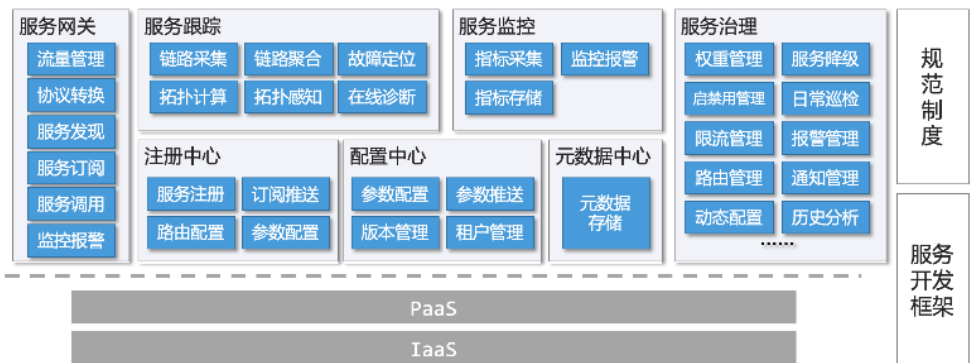 服务网关
流量管理
协议转换
服务发现
服务订阅
服务调用
监控报警
服务跟踪
链路采集 链路聚合 故障定位
拓扑计算 拓扑感知 在线诊断
服务监控
指标采集 监控报警
指标存储
注册中心
服务注册 订阅推送
路由配置 参数配置
配置中心
参数配置 参数推送
版本管理 租户管理
元数据中心
元数据
存储
服务治理
权重管理 服务降级
启禁用管理 日常巡检
限流管理 报警管理
路由管理 通知管理
动态配置 历史分析
......
规
范
制
度
服务
开发
框架
PaaS
IaaS